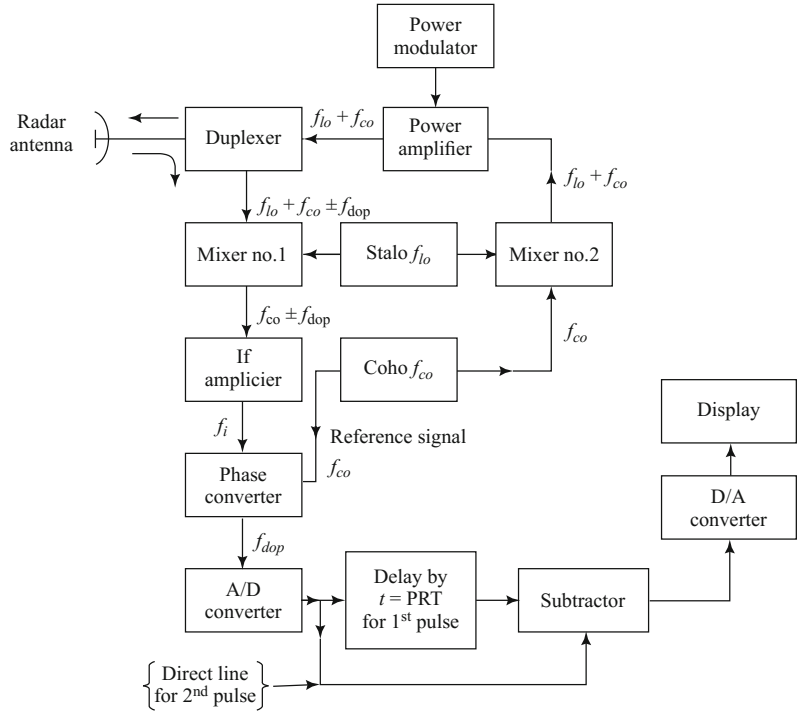 Power
modulator
Radar
antenna
Duplexer
f_lo + f_co
Power
amplifier
f_lo + f_co
f_lo + f_co ± f_dop
Mixer no.1
Stalo f_lo
Mixer no.2
f_co ± f_dop
f_co
If
amplicier
Coho f_co
Display
f_i
Reference signal
f_co
Phase
converter
D/A
converter
f_dop
A/D
converter
Delay by
t = PRT
for 1st pulse
Subtractor
Direct line
for 2nd pulse